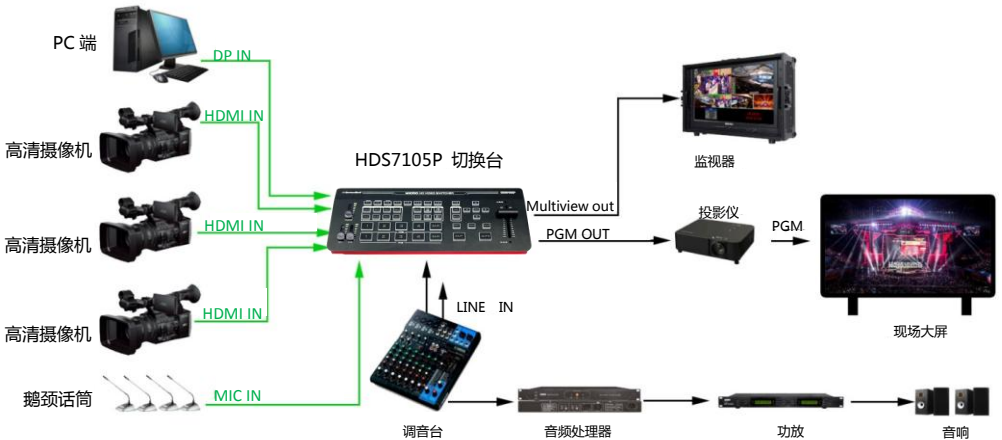 PC 端
DP IN
高清摄像机
HDMI IN
HDS7105P 切换台
监视器
高清摄像机
HDMI IN
Multiview out
PGM OUT
投影仪
PGM
高清摄像机
HDMI IN
LINE IN
现场大屏
鹅颈话筒
MIC IN
调音台
音频处理器
功放
音响